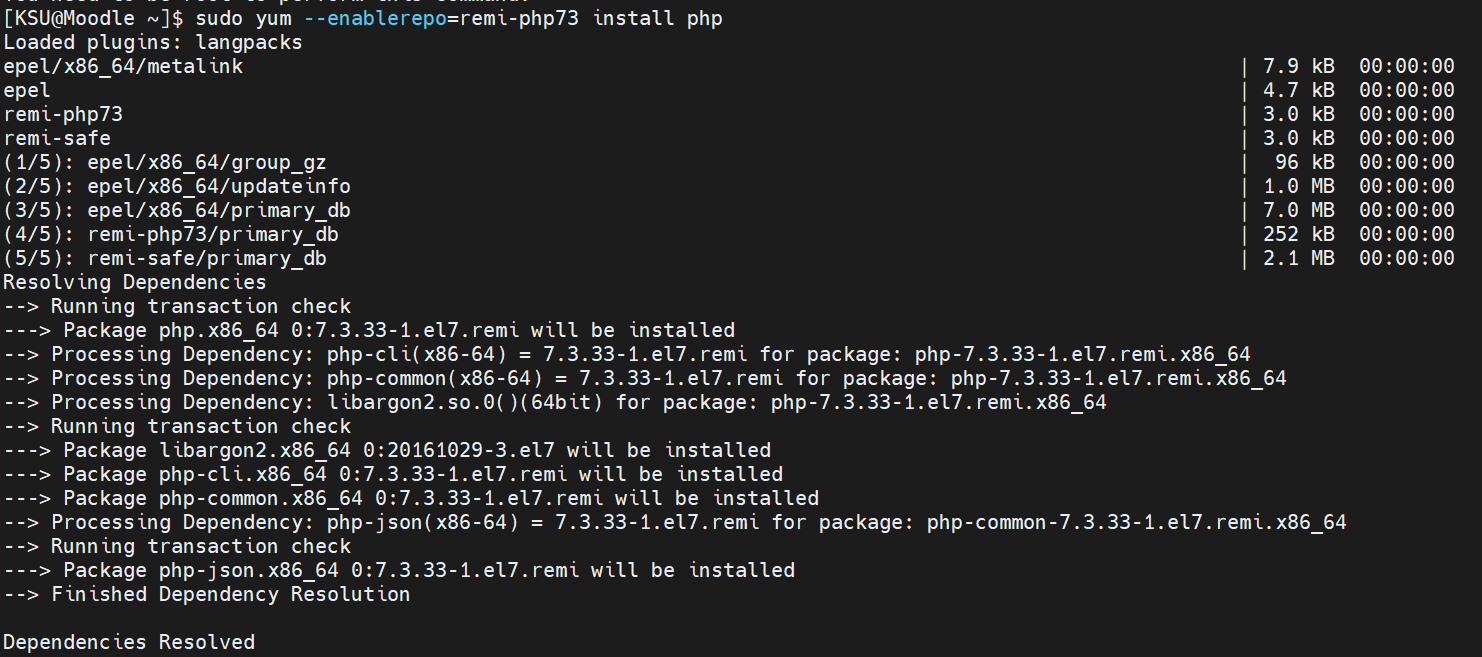 You need to be root to perform this command.
[KSU@Moodle ~]$ sudo yum --enablerepo=remi-php73 install php
Loaded plugins: langpacks
epel/x86_64/metalink | 7.9 kB 00:00:00
epel | 4.7 kB 00:00:00
remi-php73 | 3.0 kB 00:00:00
remi-safe | 3.0 kB 00:00:00
(1/5): epel/x86_64/group_gz | 96 kB 00:00:00
(2/5): epel/x86_64/updateinfo | 1.0 MB 00:00:00
(3/5): epel/x86_64/primary_db | 7.0 MB 00:00:00
(4/5): remi-php73/primary_db | 252 kB 00:00:00
(5/5): remi-safe/primary_db | 2.1 MB 00:00:00
Resolving Dependencies
--> Running transaction check
---> Package php.x86_64 0:7.3.33-1.el7.remi will be installed
--> Processing Dependency: php-cli(x86-64) = 7.3.33-1.el7.remi for package: php-7.3.33-1.el7.remi.x86_64
--> Processing Dependency: php-common(x86-64) = 7.3.33-1.el7.remi for package: php-7.3.33-1.el7.remi.x86_64
--> Processing Dependency: libargon2.so.0()(64bit) for package: php-7.3.33-1.el7.remi.x86_64
--> Running transaction check
---> Package libargon2.x86_64 0:20161029-3.el7 will be installed
---> Package php-cli.x86_64 0:7.3.33-1.el7.remi will be installed
---> Package php-common.x86_64 0:7.3.33-1.el7.remi will be installed
--> Processing Dependency: php-json(x86-64) = 7.3.33-1.el7.remi for package: php-common-7.3.33-1.el7.remi.x86_64
--> Running transaction check
---> Package php-json.x86_64 0:7.3.33-1.el7.remi will be installed
--> Finished Dependency Resolution
Dependencies Resolved